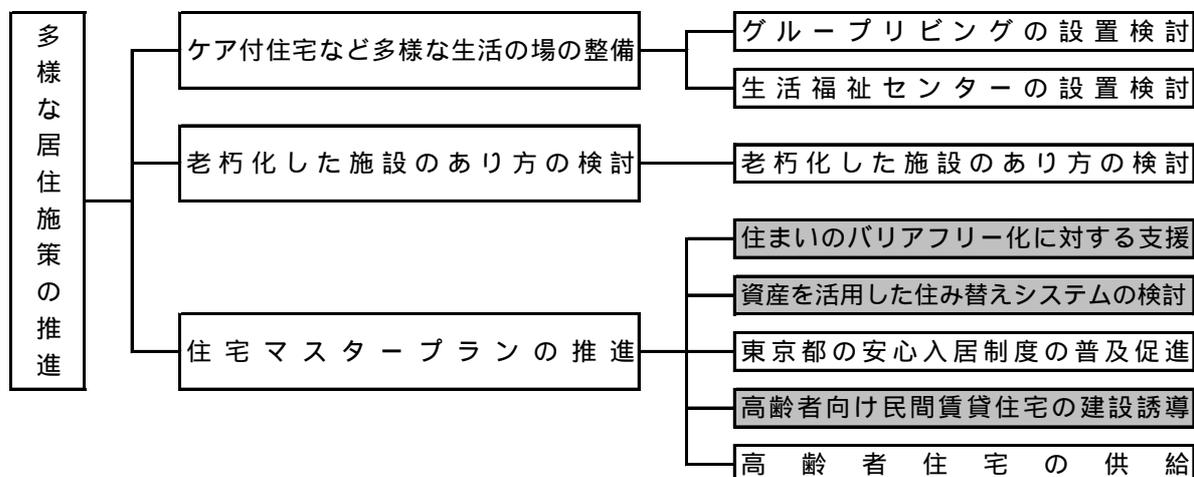 多様な居住施策の推進
ケア付住宅など多様な生活の場の整備
グループリビングの設置検討
生活福祉センターの設置検討
老朽化した施設のあり方の検討
老朽化した施設のあり方の検討
住宅マスタープランの推進
住まいのバリアフリー化に対する支援
資産を活用した住み替えシステムの検討
東京都の安心入居制度の普及促進
高齢者向け民間賃貸住宅の建設誘導
高齢者住宅の供給